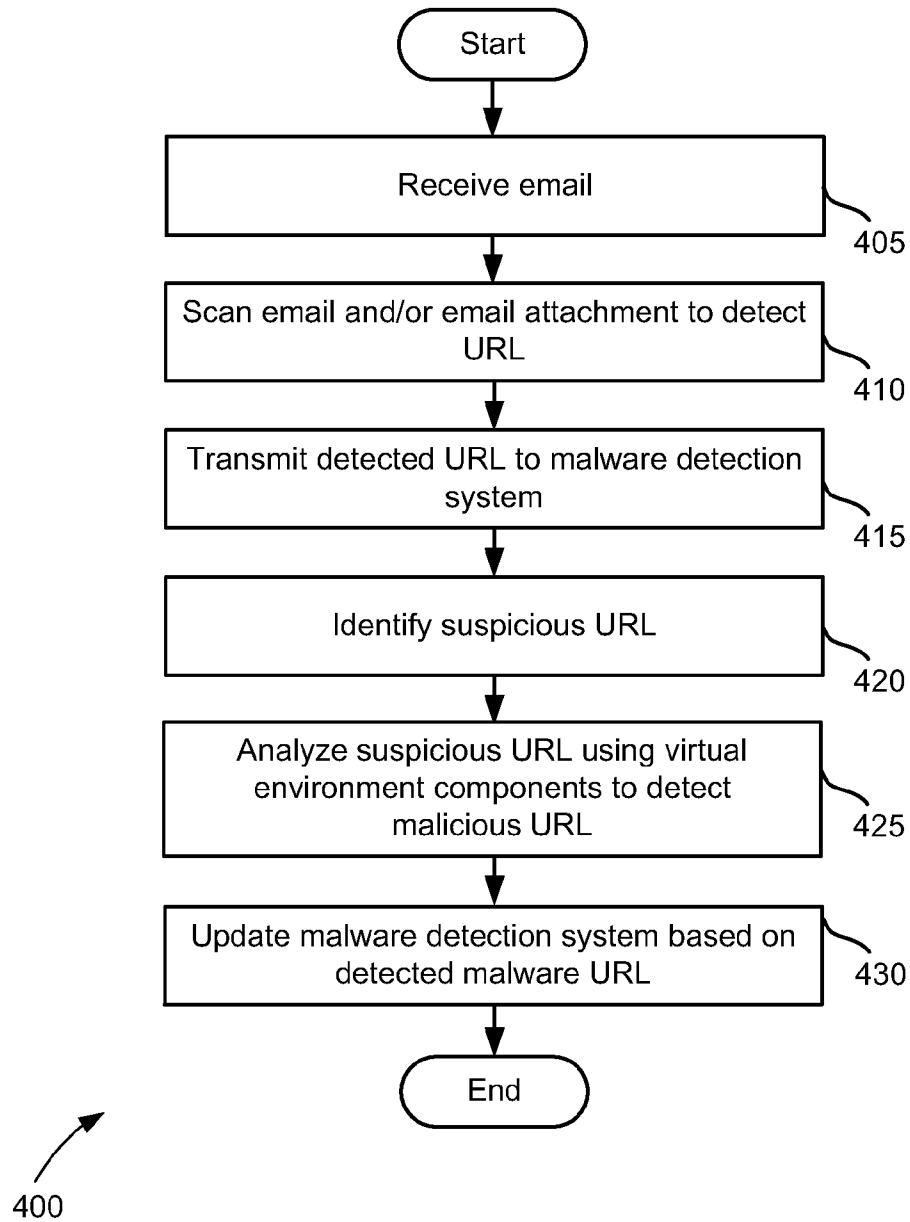 Start
Receive email
405
Scan email and/or email attachment to detect
URL
410
Transmit detected URL to malware detection
system
415
Identify suspicious URL
420
Analyze suspicious URL using virtual
environment components to detect
malicious URL
425
Update malware detection system based on
detected malware URL
430
End
400